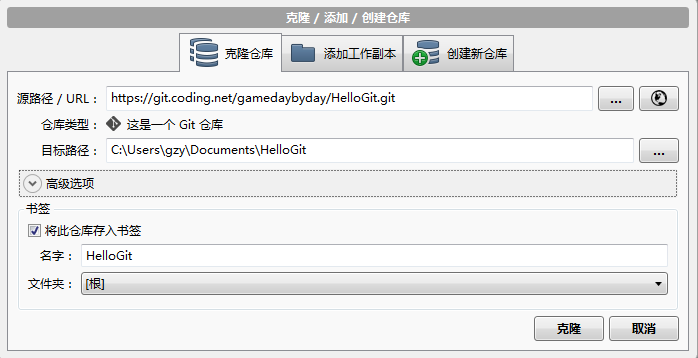 克隆 / 添加 / 创建仓库
克隆仓库 添加工作副本 创建新仓库
源路径 / URL： https://git.coding.net/gamedaybyday/HelloGit.git ...
仓库类型： 这是一个 Git 仓库
目标路径： C:\Users\gzy\Documents\HelloGit ...
高级选项
书签
将此仓库存入书签
名字： HelloGit
文件夹： [根]
克隆 取消